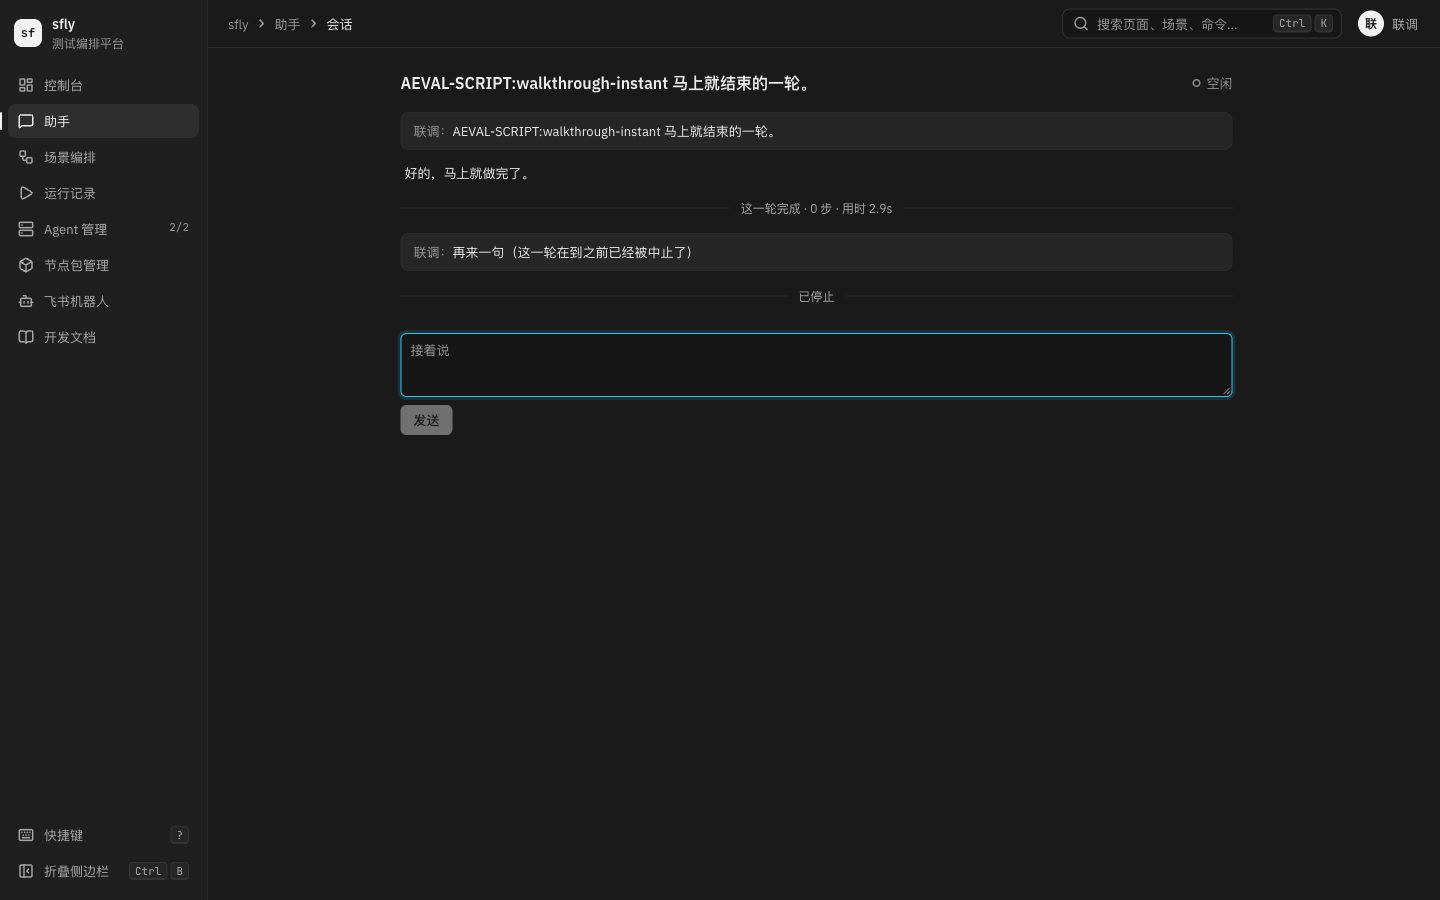 sf
sfly
测试编排平台
控制台
助手
场景编排
运行记录
Agent 管理 2/2
节点包管理
飞书机器人
开发文档
快捷键 ?
折叠侧边栏 Ctrl B
sfly > 助手 > 会话
搜索页面、场景、命令... Ctrl K
联 联调
AEVAL-SCRIPT:walkthrough-instant 马上就结束的一轮。
空闲
联调：AEVAL-SCRIPT:walkthrough-instant 马上就结束的一轮。
好的，马上就做完了。
这一轮完成 · 0 步 · 用时 2.9s
联调：再来一句（这一轮在到之前已经被中止了）
已停止
接着说
发送